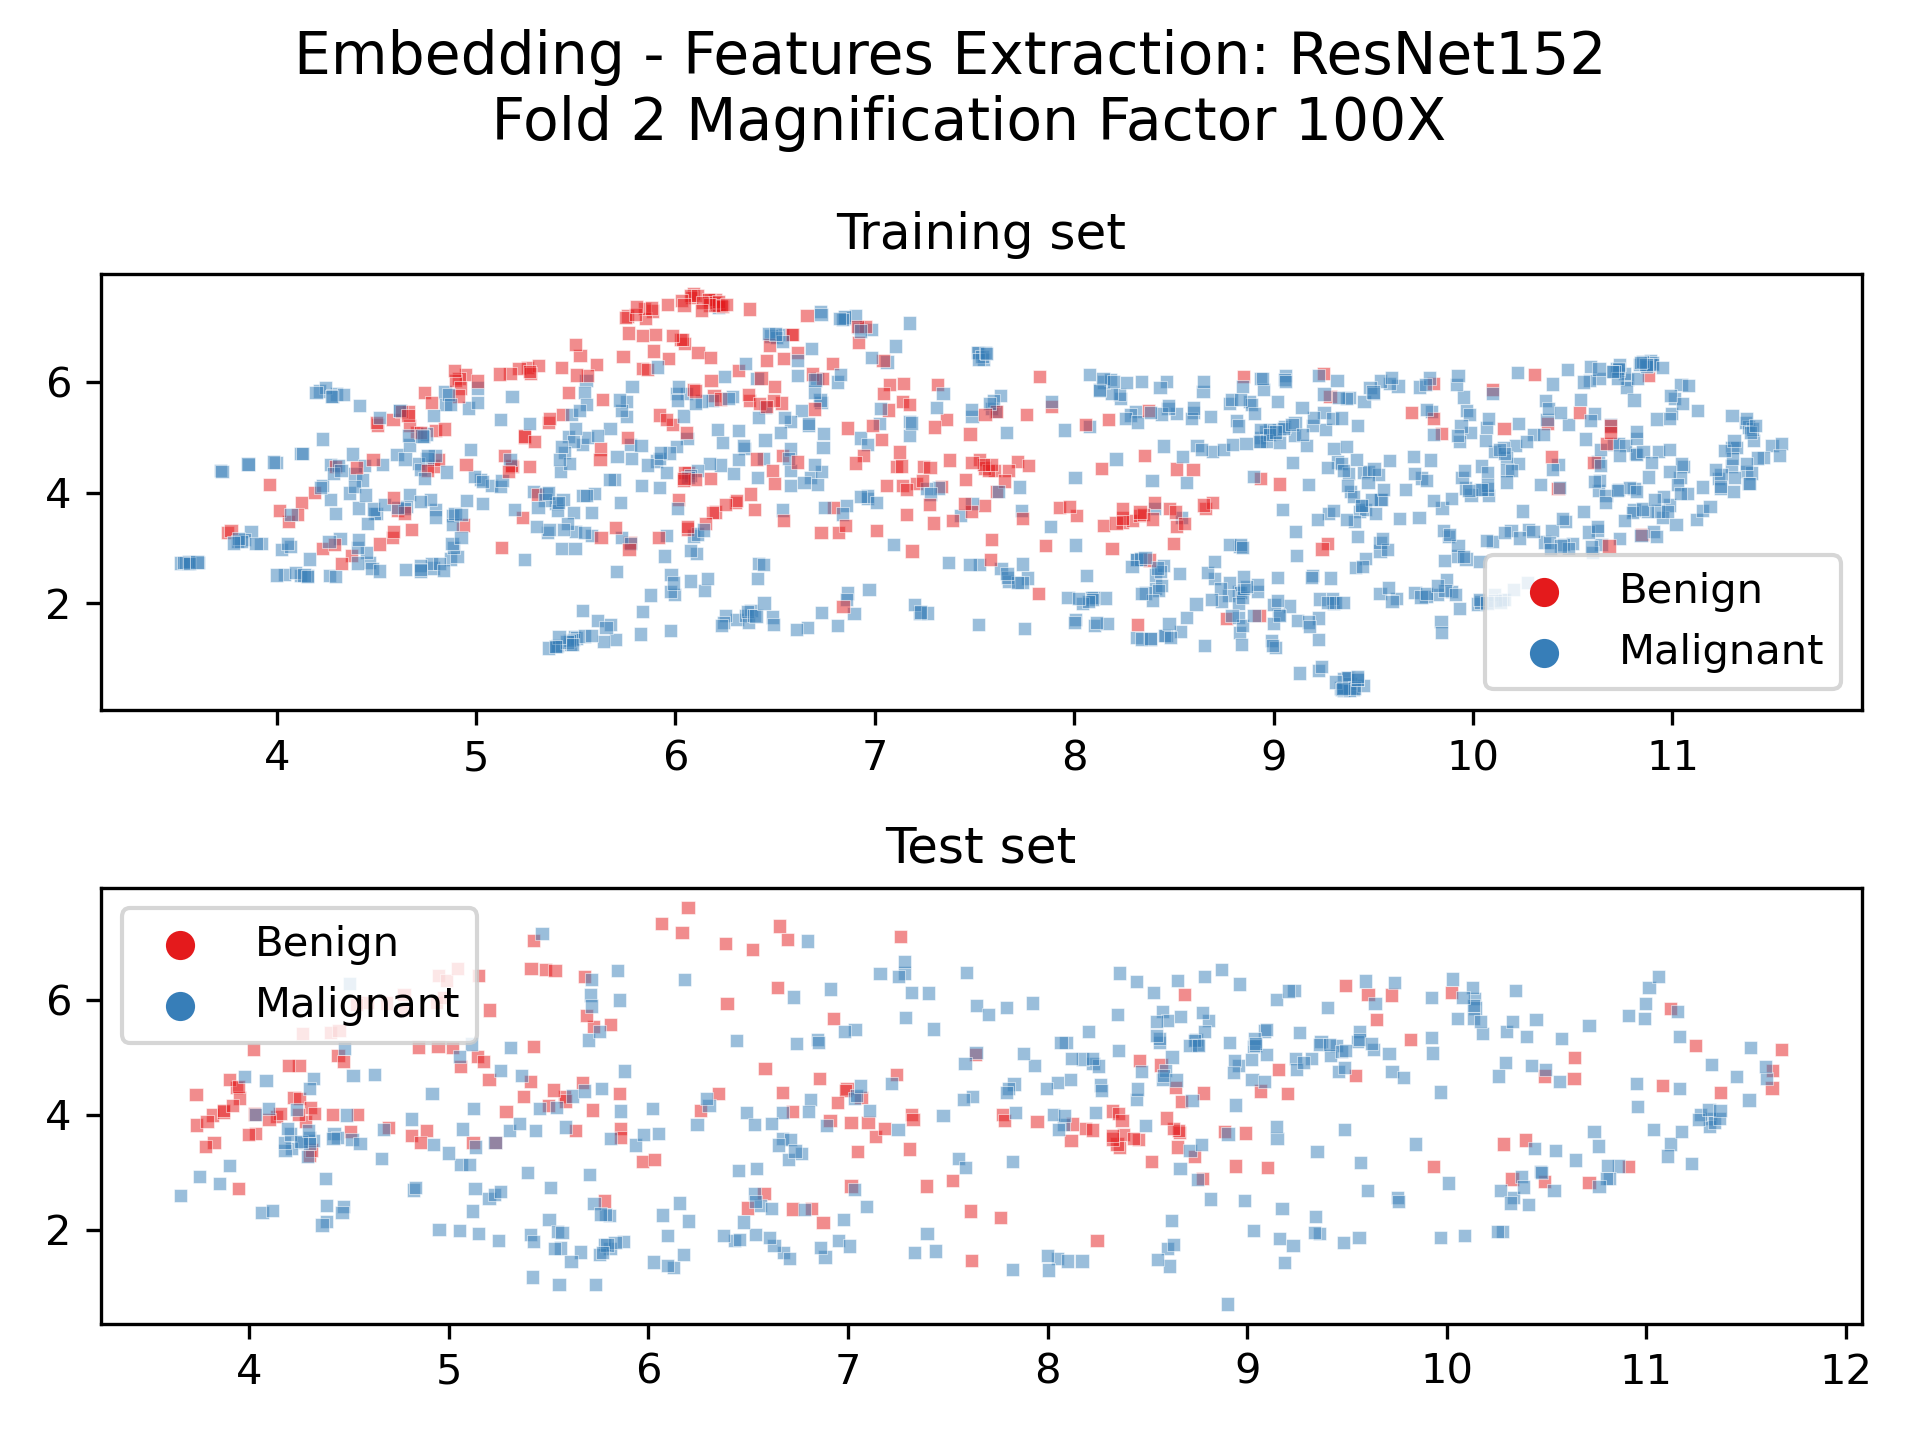 Embedding - Features Extraction: ResNet152
Fold 2 Magnification Factor 100X
Training set
6
4
2
Benign
Malignant
4 5 6 7 8 9 10 11
Test set
Benign
Malignant
6
4
2
4 5 6 7 8 9 10 11 12